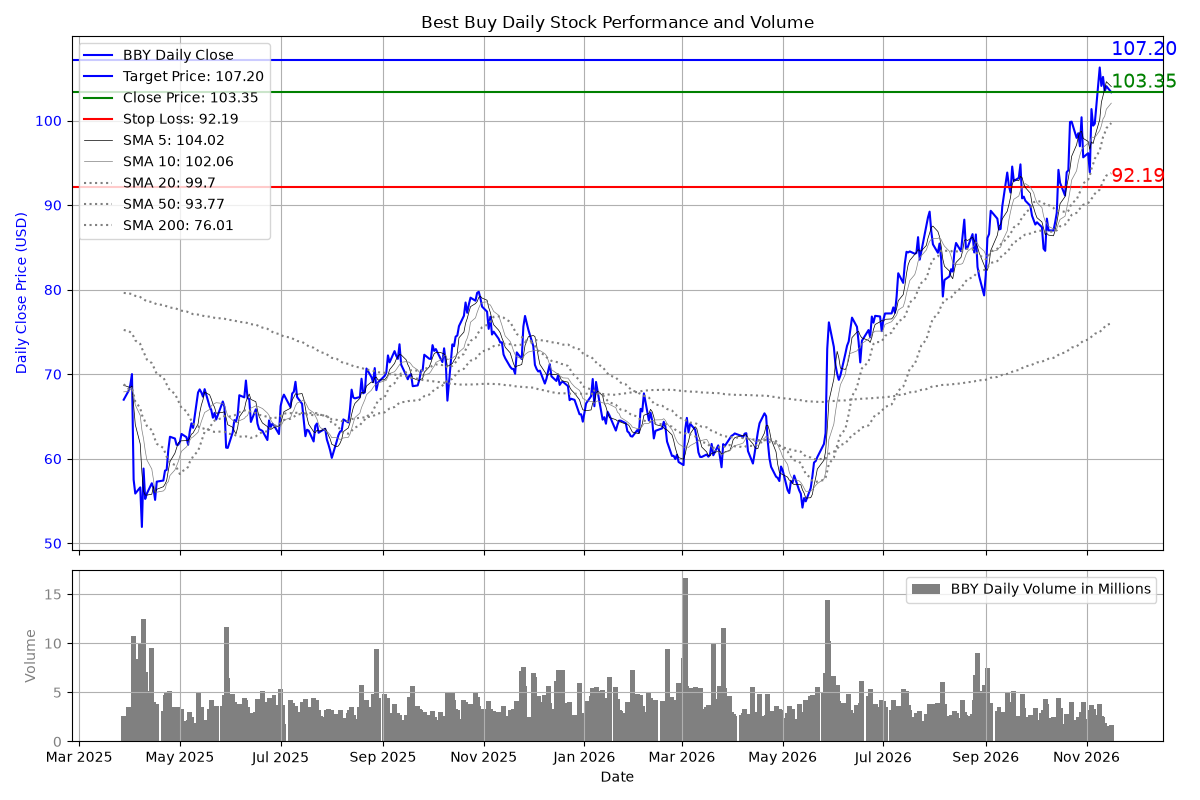 Best Buy Daily Stock Performance and Volume
BBY Daily Close
Target Price: 107.20
Close Price: 103.35
Stop Loss: 92.19
SMA 5: 104.02
SMA 10: 102.06
SMA 20: 99.7
SMA 50: 93.77
SMA 200: 76.01
107.20
103.35
92.19
100
90
80
70
60
50
Daily Close Price (USD)
BBY Daily Volume in Millions
15
10
5
0
Volume
Mar 2025 May 2025 Jul 2025 Sep 2025 Nov 2025 Jan 2026 Mar 2026 May 2026 Jul 2026 Sep 2026 Nov 2026
Date